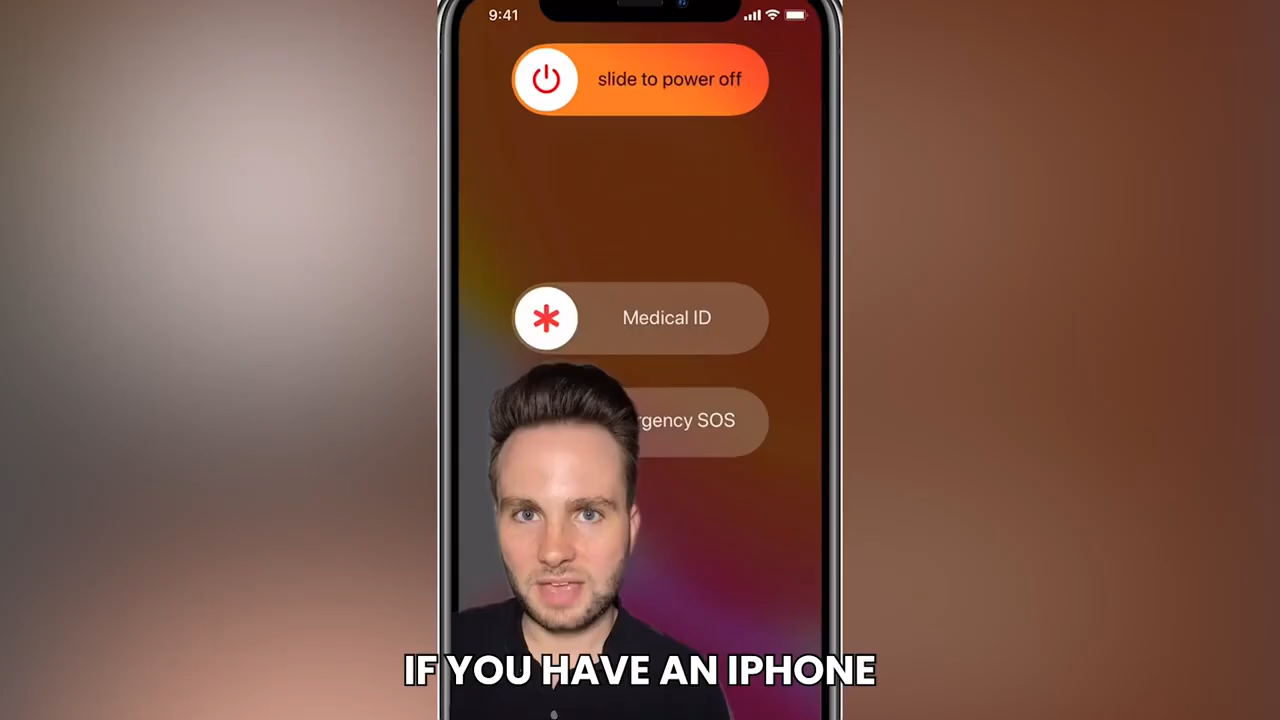 9:41
slide to power off
Medical ID
rgency SOS
IF YOU HAVE AN IPHONE